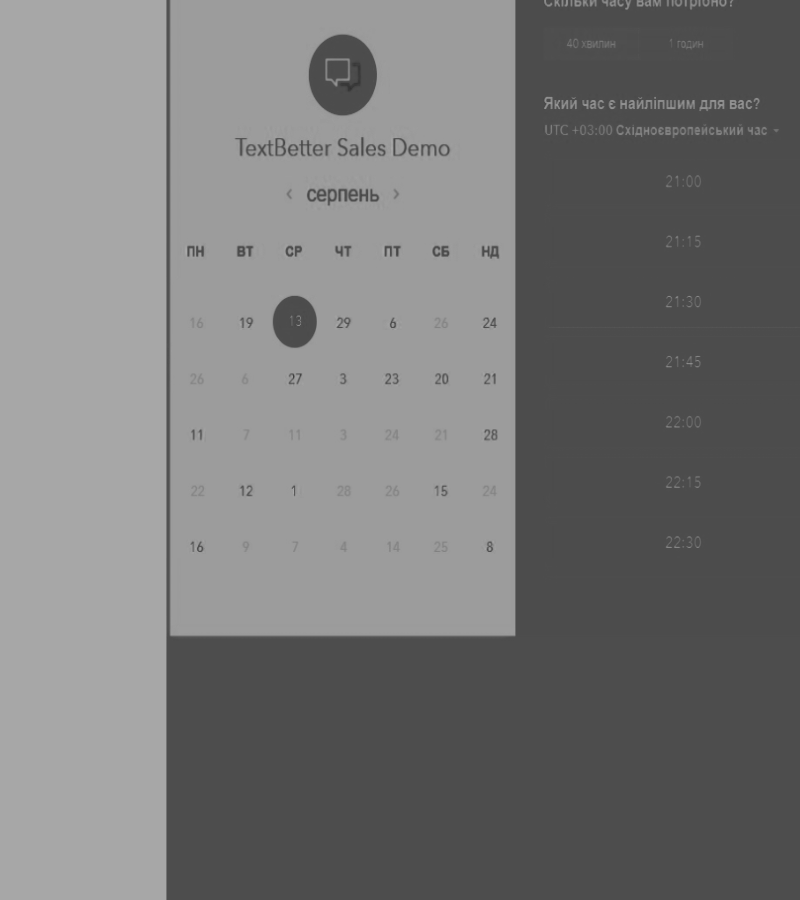 TextBetter Sales Demo
‹ серпень ›
ПН ВТ СР ЧТ ПТ СБ НД
16 19 13 29 6 26 24
26 6 27 3 23 20 21
11 7 11 3 24 21 28
22 12 1 28 26 15 24
16 9 7 4 14 25 8
Скільки часу вам потрібно?
40 хвилин 1 годин
Який час є найліпшим для вас?
UTC +03:00 Східноєвропейський час
21:00
21:15
21:30
21:45
22:00
22:15
22:30